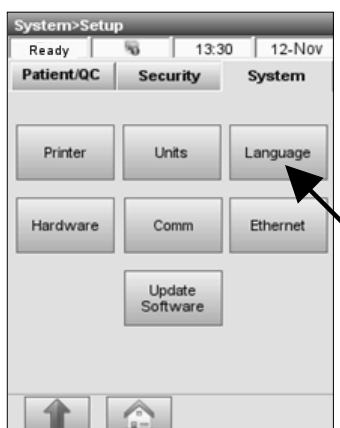 System>Setup
Ready 13:30 12-Nov
Patient/QC Security System
Printer Units Language
Hardware Comm Ethernet
Update
Software